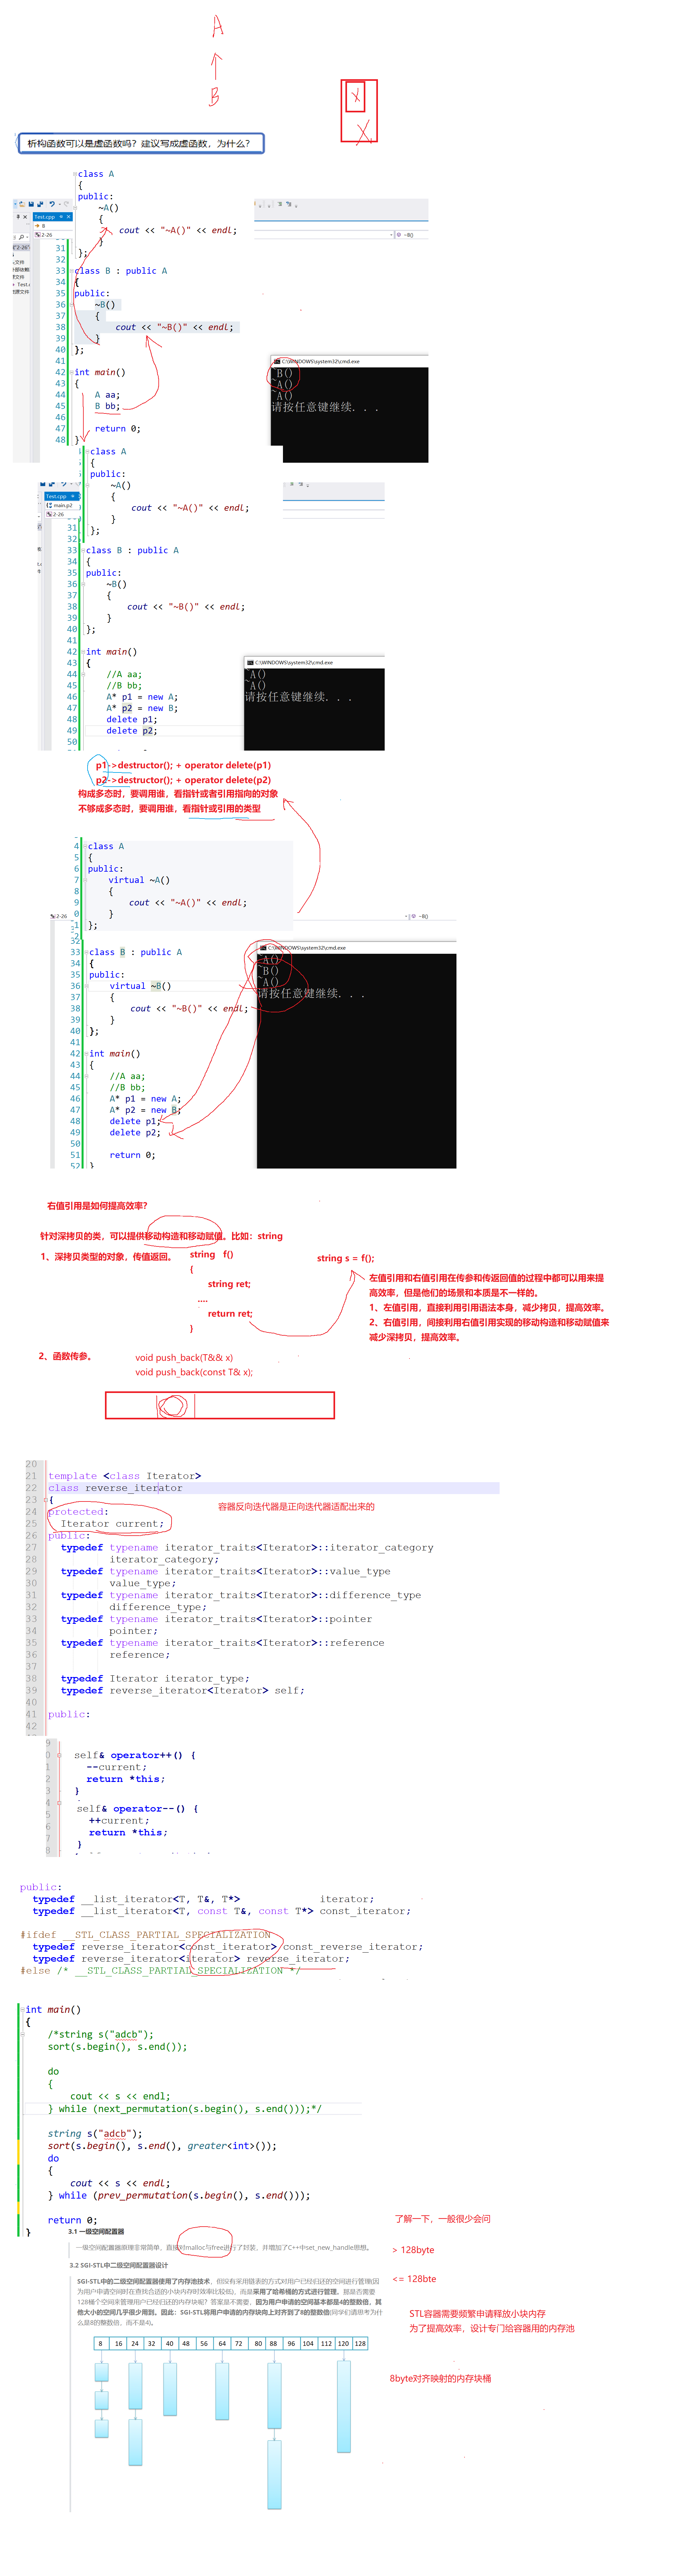 A
B
X
X
析构函数可以是虚函数吗？建议写成虚函数，为什么？
class A
{
public:
~A()
{
cout << "~A()" << endl;
}
};
Test.cpp
B
2-26
~B()
31
32
33 class B : public A
34 {
35 public:
36 ~B()
37 {
38 cout << "~B()" << endl;
39 }
40 };
41
42 int main()
43 {
44 A aa;
45 B bb;
46
47 return 0;
48 }
C:\WINDOWS\system32\cmd.exe
~B()
~A()
~A()
请按任意键继续. . .
class A
{
public:
~A()
{
cout << "~A()" << endl;
}
};
Test.cpp
main.p2
2-26
31
32
33 class B : public A
34 {
35 public:
36 ~B()
37 {
38 cout << "~B()" << endl;
39 }
40 };
41
42 int main()
43 {
44 //A aa;
45 //B bb;
46 A* p1 = new A;
47 A* p2 = new B;
48 delete p1;
49 delete p2;
50
C:\WINDOWS\system32\cmd.exe
~A()
~A()
请按任意键继续. . .
p1->destructor(); + operator delete(p1)
p2->destructor(); + operator delete(p2)
构成多态时，要调用谁，看指针或者引用指向的对象
不够成多态时，要调用谁，看指针或引用的类型
4 class A
5 {
6 public:
7 virtual ~A()
8 {
9 cout << "~A()" << endl;
0 }
1 };
2
2-26
~B()
33 class B : public A
34 {
35 public:
36 virtual ~B()
37 {
38 cout << "~B()" << endl;
39 }
40 };
41
42 int main()
43 {
44 //A aa;
45 //B bb;
46 A* p1 = new A;
47 A* p2 = new B;
48 delete p1;
49 delete p2;
50
51 return 0;
52 }
C:\WINDOWS\system32\cmd.exe
~A()
~B()
~A()
请按任意键继续. . .
右值引用是如何提高效率？
针对深拷贝的类，可以提供移动构造和移动赋值。比如：string
1、深拷贝类型的对象，传值返回。
string f()
{
string ret;
....
return ret;
}
string s = f();
左值引用和右值引用在传参和传返回值的过程中都可以用来提
高效率，但是他们的场景和本质是不一样的。
1、左值引用，直接利用引用语法本身，减少拷贝，提高效率。
2、右值引用，间接利用右值引用实现的移动构造和移动赋值来
减少深拷贝，提高效率。
2、函数传参。
void push_back(T&& x)
void push_back(const T& x);
20
21 template <class Iterator>
22 class reverse_iterator
23 {
24 protected:
25 Iterator current;
26 public:
27 typedef typename iterator_traits<Iterator>::iterator_category
28 iterator_category;
29 typedef typename iterator_traits<Iterator>::value_type
30 value_type;
31 typedef typename iterator_traits<Iterator>::difference_type
32 difference_type;
33 typedef typename iterator_traits<Iterator>::pointer
34 pointer;
35 typedef typename iterator_traits<Iterator>::reference
36 reference;
37
38 typedef Iterator iterator_type;
39 typedef reverse_iterator<Iterator> self;
40
41 public:
42
容器反向迭代器是正向迭代器适配出来的
9
0 self& operator++() {
1 --current;
2 return *this;
3 }
4 self& operator--() {
5 ++current;
6 return *this;
7 }
8
public:
typedef __list_iterator<T, T&, T*> iterator;
typedef __list_iterator<T, const T&, const T*> const_iterator;
#ifdef __STL_CLASS_PARTIAL_SPECIALIZATION
typedef reverse_iterator<const_iterator> const_reverse_iterator;
typedef reverse_iterator<iterator> reverse_iterator;
#else /* __STL_CLASS_PARTIAL_SPECIALIZATION */
int main()
{
/*string s("adcb");
sort(s.begin(), s.end());
do
{
cout << s << endl;
} while (next_permutation(s.begin(), s.end()));*/
string s("adcb");
sort(s.begin(), s.end(), greater<int>());
do
{
cout << s << endl;
} while (prev_permutation(s.begin(), s.end()));
return 0;
}
了解一下，一般很少会问
3.1 一级空间配置器
一级空间配置器原理非常简单，直接对malloc与free进行了封装，并增加了C++中set_new_handle思想。
> 128byte
3.2 SGI-STL中二级空间配置器设计
<= 128bte
SGI-STL中的二级空间配置器使用了内存池技术，但没有采用链表的方式对用户已经归还的空间进行管理(因
为用户申请空间时在查找合适的小块内存时效率比较低)，而是采用了哈希桶的方式进行管理。那是否需要
128桶个空间来管理用户已经归还的内存块呢？答案是不需要，因为用户申请的空间基本都是4的整数倍，其
他大小的空间几乎很少用到。因此：SGI-STL将用户申请的内存块向上对齐到了8的整数倍(同学们请思考为什
么是8的整数倍，而不是4)。
STL容器需要频繁申请释放小块内存
为了提高效率，设计专门给容器用的内存池
8 16 24 32 40 48 56 64 72 80 88 96 104 112 120 128
8byte对齐映射的内存块桶